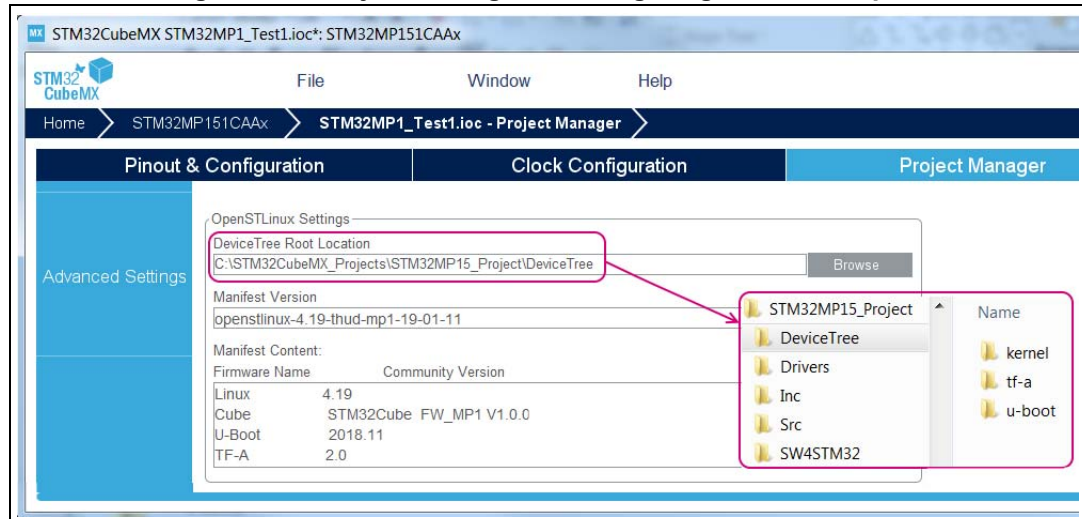 STM32CubeMX STM32MP1_Test1.ioc*: STM32MP151CAAx
STM32
CubeMX
File Window Help
Home STM32MP151CAAx STM32MP1_Test1.ioc - Project Manager
Pinout & Configuration Clock Configuration Project Manager
Advanced Settings
OpenSTLinux Settings
DeviceTree Root Location
C:\STM32CubeMX_Projects\STM32MP15_Project\DeviceTree Browse
Manifest Version
openstlinux-4.19-thud-mp1-19-01-11
Manifest Content:
Firmware Name Community Version
Linux 4.19
Cube STM32Cube FW_MP1 V1.0.0
U-Boot 2018.11
TF-A 2.0
STM32MP15_Project
DeviceTree
Drivers
Inc
Src
SW4STM32
Name
kernel
tf-a
u-boot